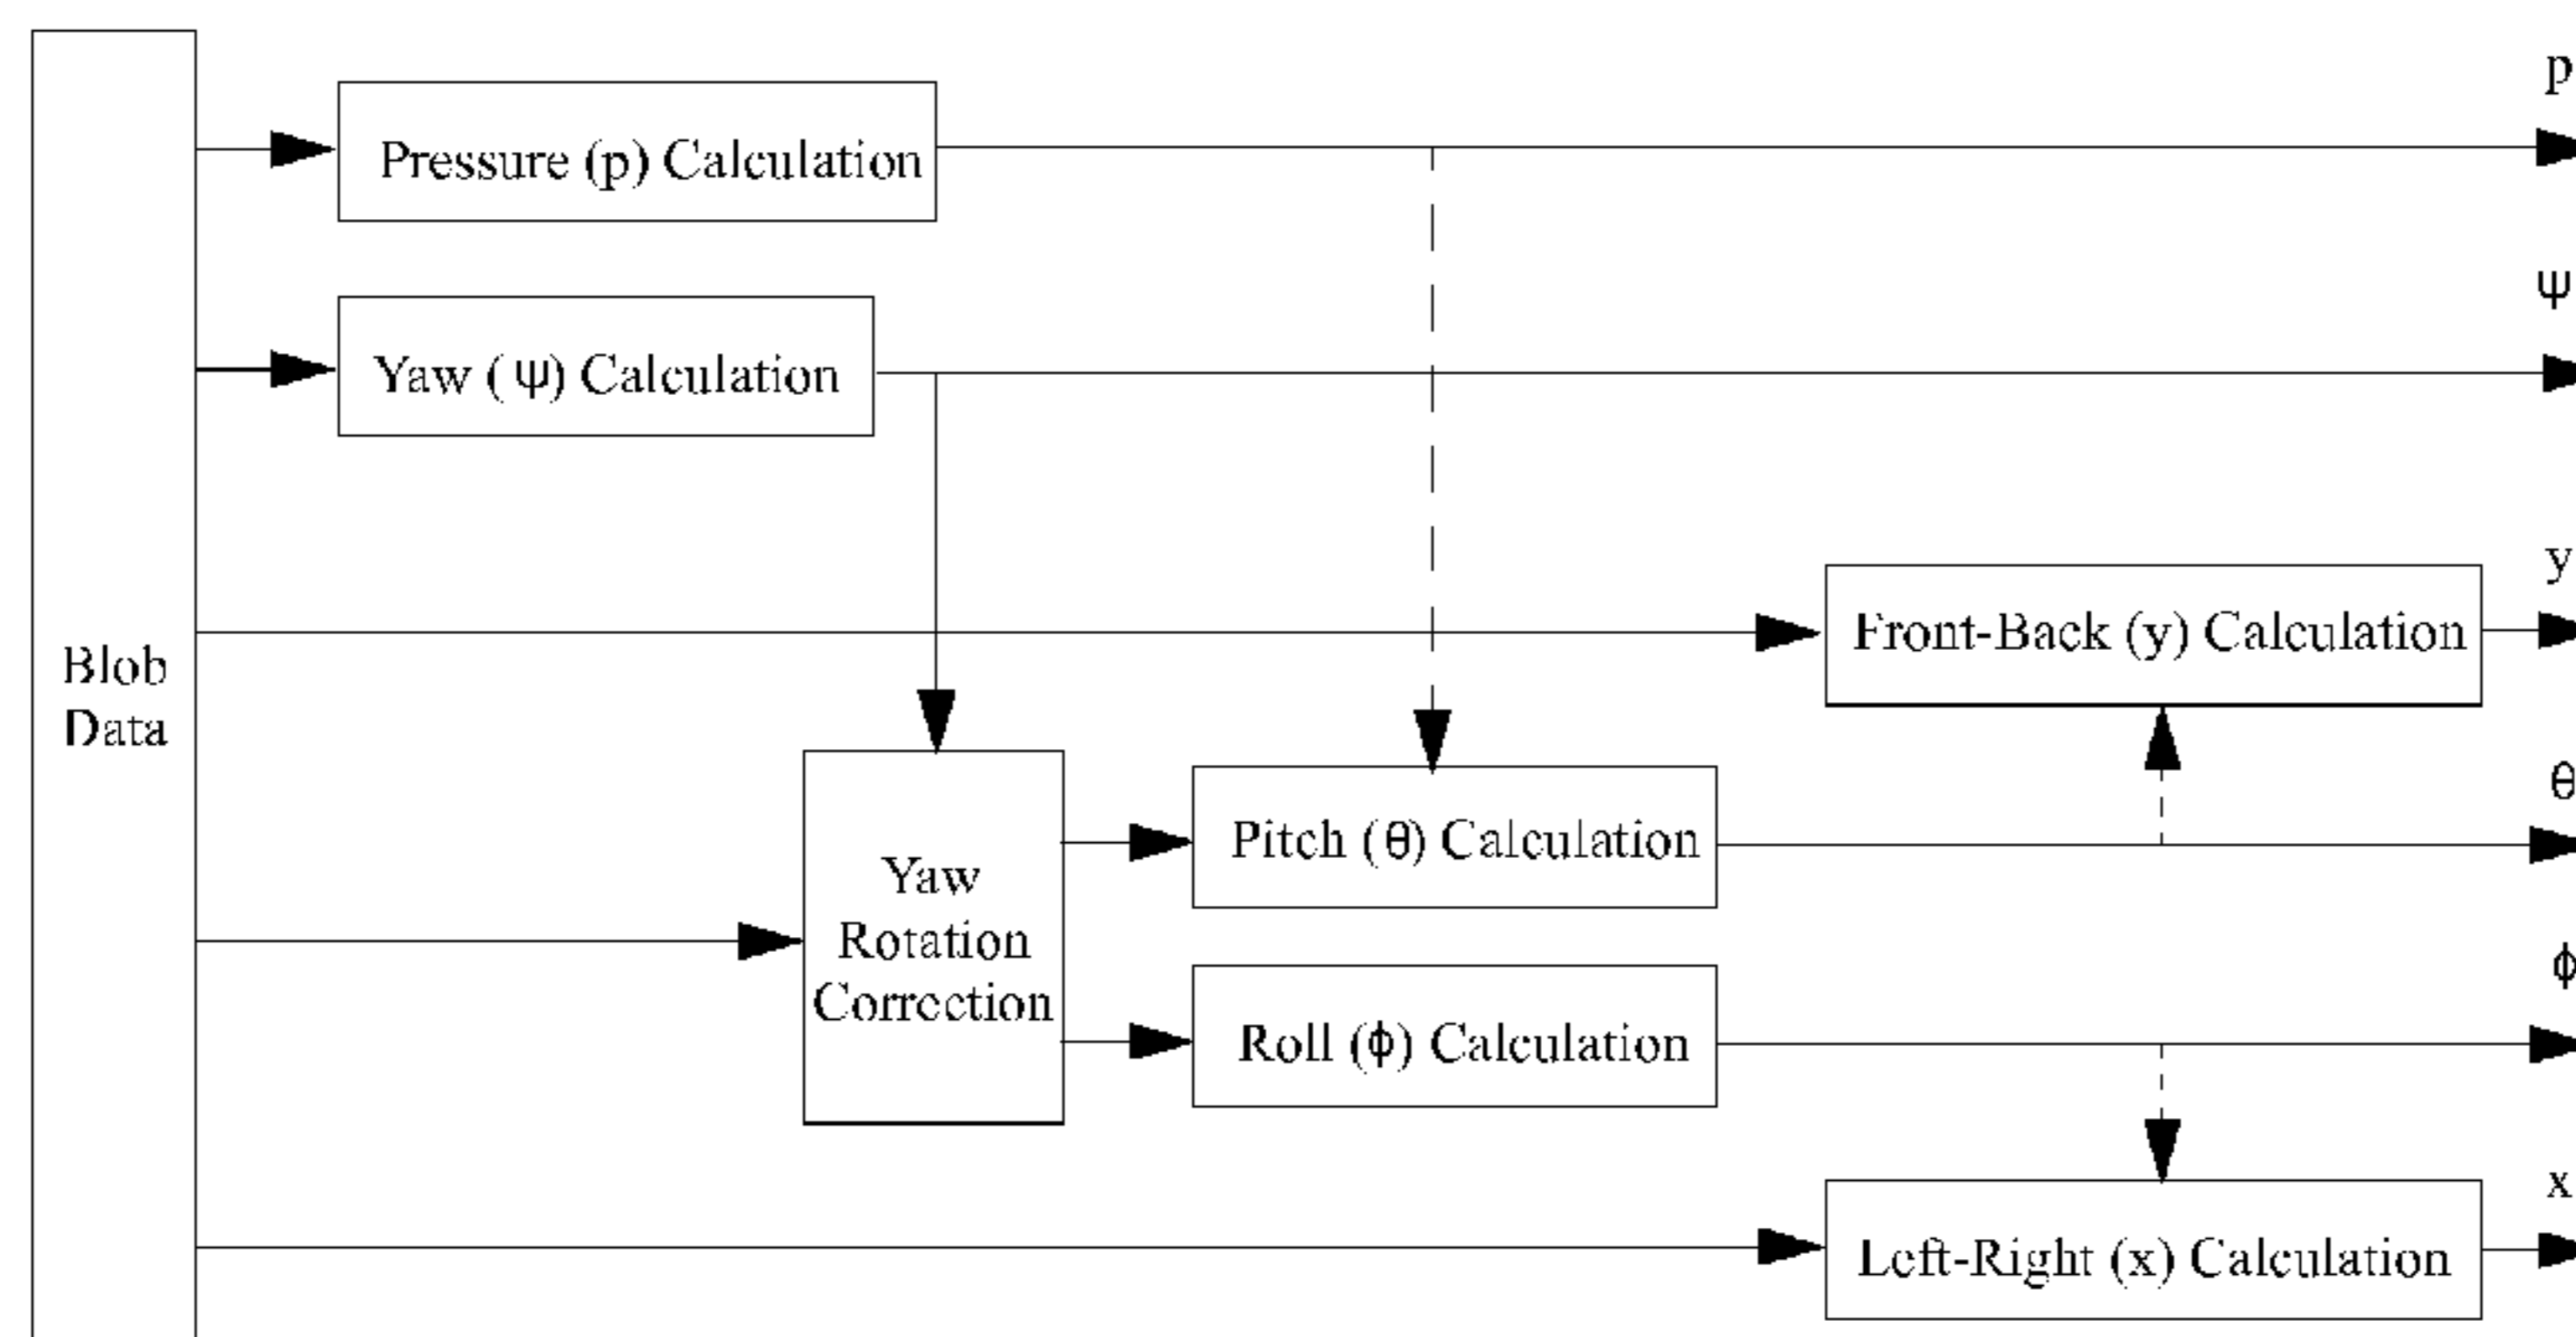 p
Pressure (p) Calculation
ψ
Yaw (ψ) Calculation
y
Front-Back (y) Calculation
Blob
Data
θ
Pitch (θ) Calculation
Yaw
Rotation
Correction
ϕ
Roll (ϕ) Calculation
x
Left-Right (x) Calculation